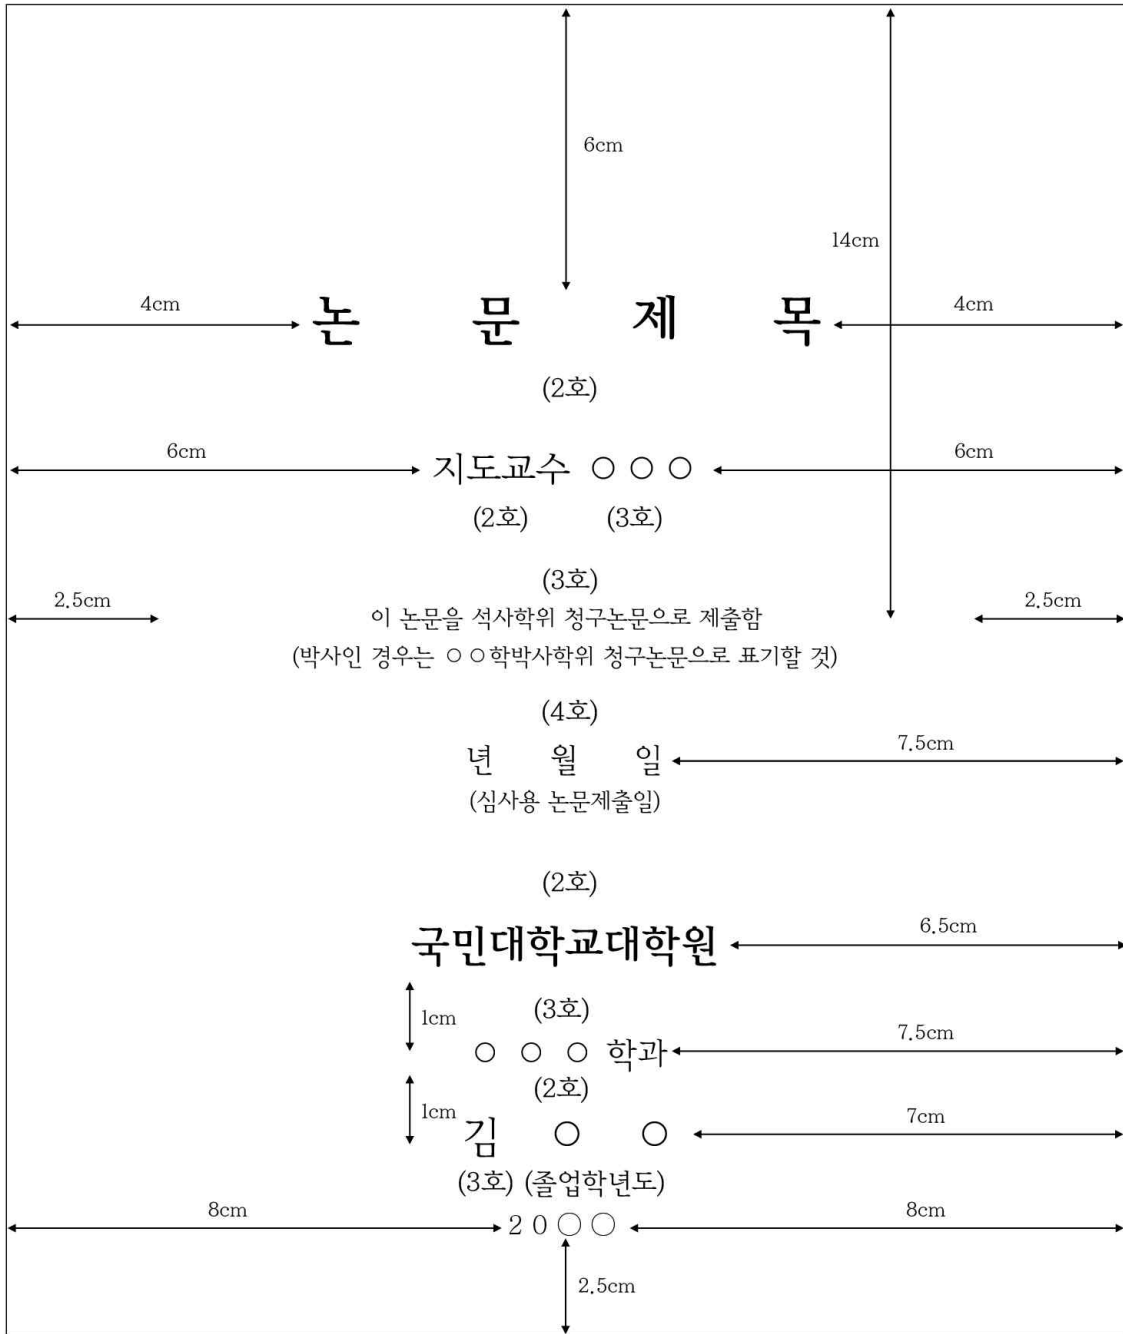 6cm
14cm
4cm 논 문 제 목 4cm
(2호)
6cm 지도교수 ○ ○ ○ 6cm
(2호) (3호)
(3호)
2.5cm 이 논문을 석사학위 청구논문으로 제출함 2.5cm
(박사인 경우는 ○○학박사학위 청구논문으로 표기할 것)
(4호)
년 월 일 7.5cm
(심사용 논문제출일)
(2호)
국민대학교대학원 6.5cm
1cm (3호)
○ ○ ○ 학과 7.5cm
1cm (2호)
김 ○ ○ 7cm
(3호) (졸업학년도)
8cm 20○○ 8cm
2.5cm